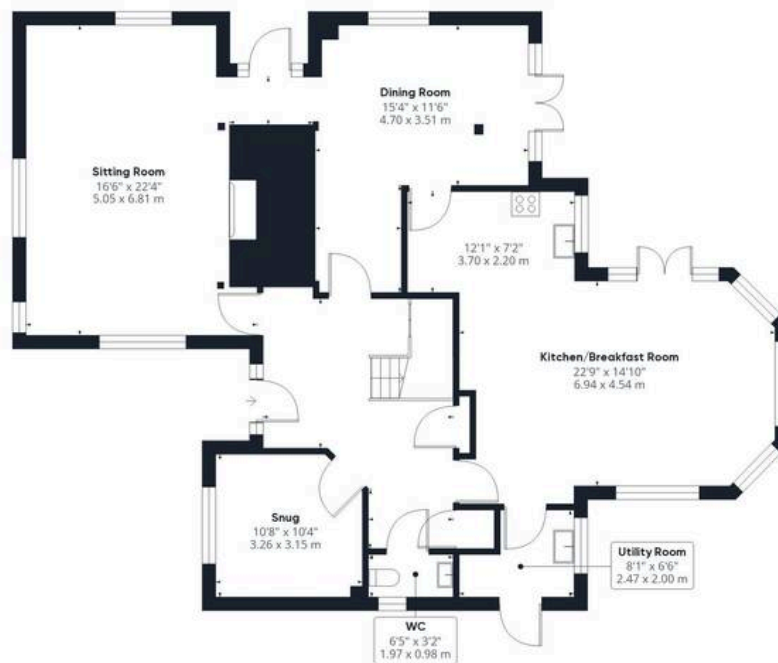 Dining Room
15'4" x 11'6"
4.70 x 3.51 m
Sitting Room
16'6" x 22'4"
5.05 x 6.81 m
12'1" x 7'2"
3.70 x 2.20 m
Kitchen/Breakfast Room
22'9" x 14'10"
6.94 x 4.54 m
Snug
10'8" x 10'4"
3.26 x 3.15 m
Utility Room
8'1" x 6'6"
2.47 x 2.00 m
WC
6'5" x 3'2"
1.97 x 0.98 m